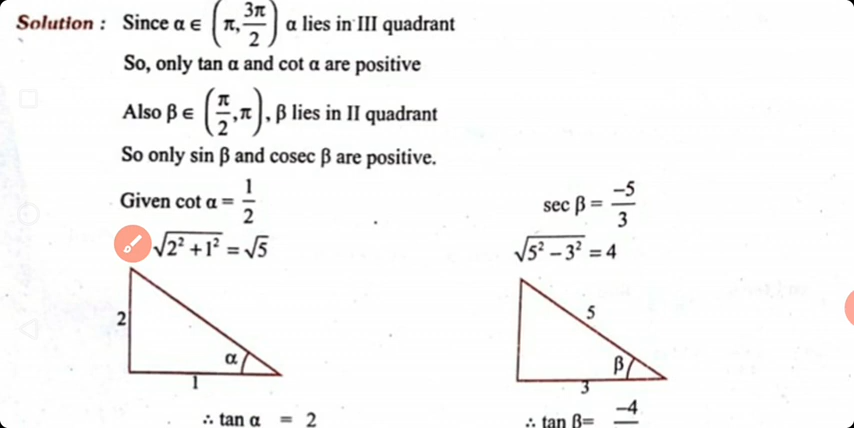 Solution : Since α ∈ (π, 3π/2) α lies in III quadrant
So, only tan α and cot α are positive
Also β ∈ (π/2, π), β lies in II quadrant
So only sin β and cosec β are positive.
Given cot α = 1/2
sec β = -5/3
√(2² + 1²) = √5
√(5² – 3²) = 4
2
α
1
5
β
3
∴ tan α = 2
∴ tan β = -4